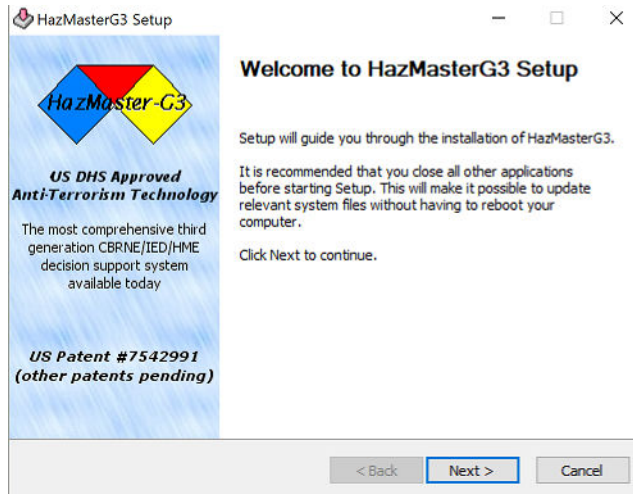 HazMasterG3 Setup
HazMaster-G3
US DHS Approved
Anti-Terrorism Technology
The most comprehensive third
generation CBRNE/IED/HME
decision support system
available today
US Patent #7542991
(other patents pending)
Welcome to HazMasterG3 Setup
Setup will guide you through the installation of HazMasterG3.
It is recommended that you close all other applications
before starting Setup. This will make it possible to update
relevant system files without having to reboot your
computer.
Click Next to continue.
< Back
Next >
Cancel